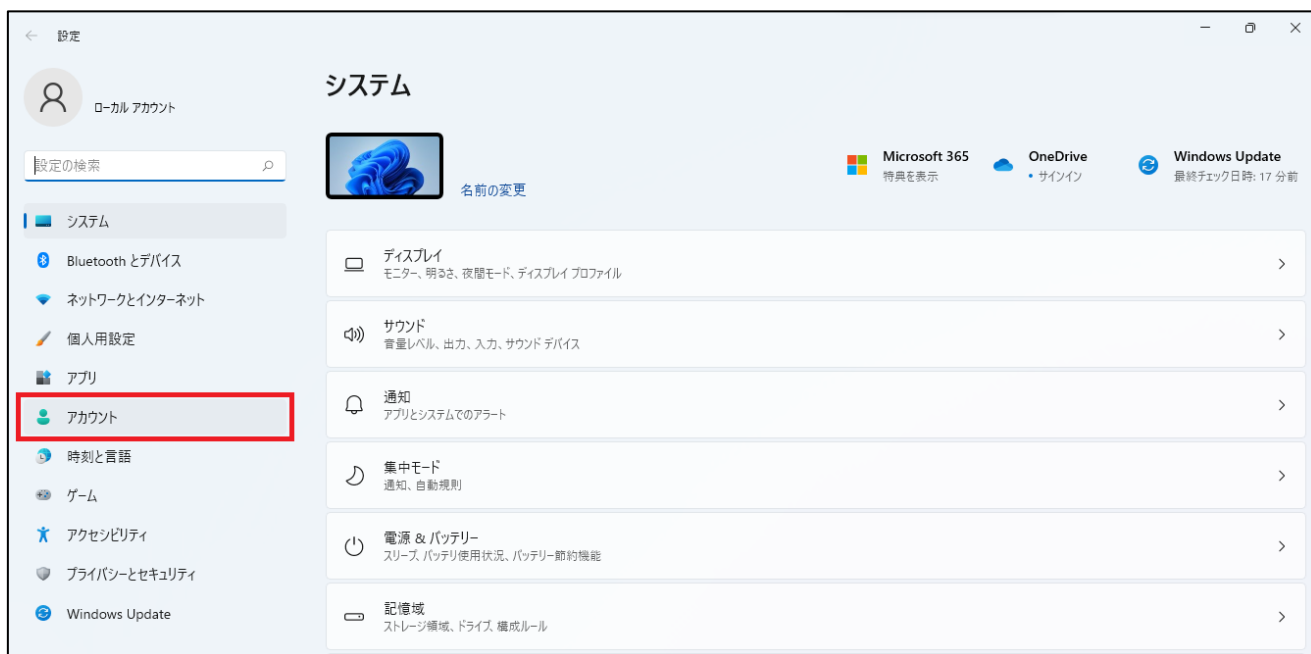 設定
ローカル アカウント
設定の検索
システム
Bluetooth とデバイス
ネットワークとインターネット
個人用設定
アプリ
アカウント
時刻と言語
ゲーム
アクセシビリティ
プライバシーとセキュリティ
Windows Update
システム
名前の変更
Microsoft 365
特典を表示
OneDrive
• サインイン
Windows Update
最終チェック日時: 17 分前
ディスプレイ
モニター、明るさ、夜間モード、ディスプレイ プロファイル
サウンド
音量レベル、出力、入力、サウンド デバイス
通知
アプリとシステムでのアラート
集中モード
通知、自動規則
電源 & バッテリー
スリープ、バッテリ使用状況、バッテリー節約機能
記憶域
ストレージ領域、ドライブ、構成ルール